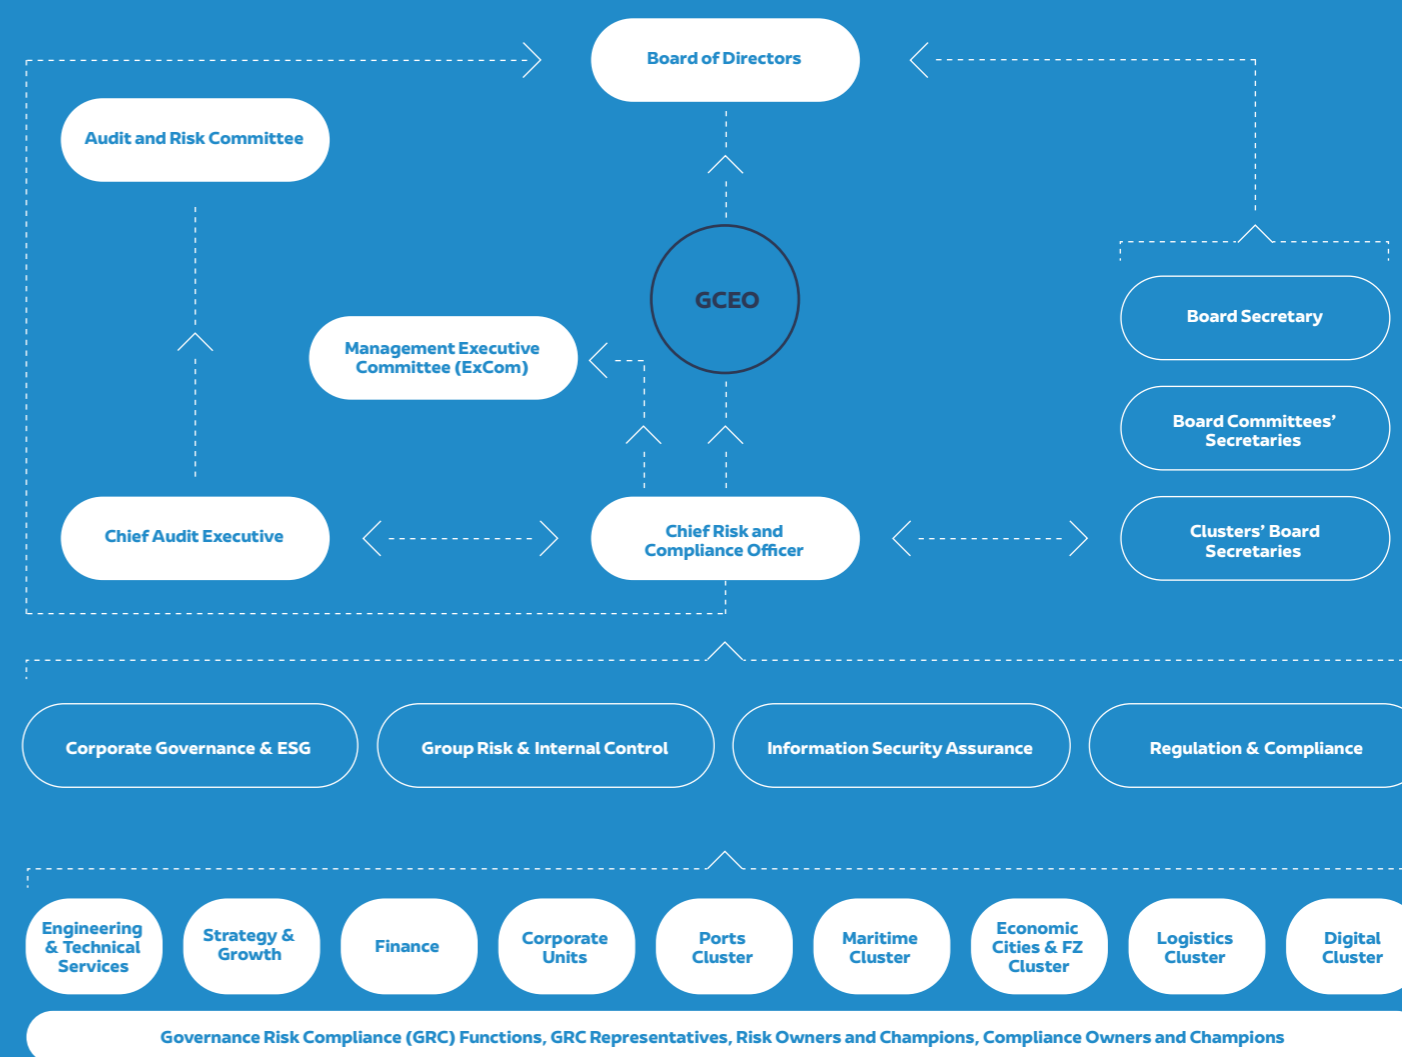 Board of Directors
Audit and Risk Committee
GCEO
Management Executive
Committee (ExCom)
Board Secretary
Board Committees’
Secretaries
Chief Audit Executive
Chief Risk and
Compliance Officer
Clusters’ Board
Secretaries
Corporate Governance & ESG
Group Risk & Internal Control
Information Security Assurance
Regulation & Compliance
Engineering
& Technical
Services
Strategy &
Growth
Finance
Corporate
Units
Ports
Cluster
Maritime
Cluster
Economic
Cities & FZ
Cluster
Logistics
Cluster
Digital
Cluster
Governance Risk Compliance (GRC) Functions, GRC Representatives, Risk Owners and Champions, Compliance Owners and Champions